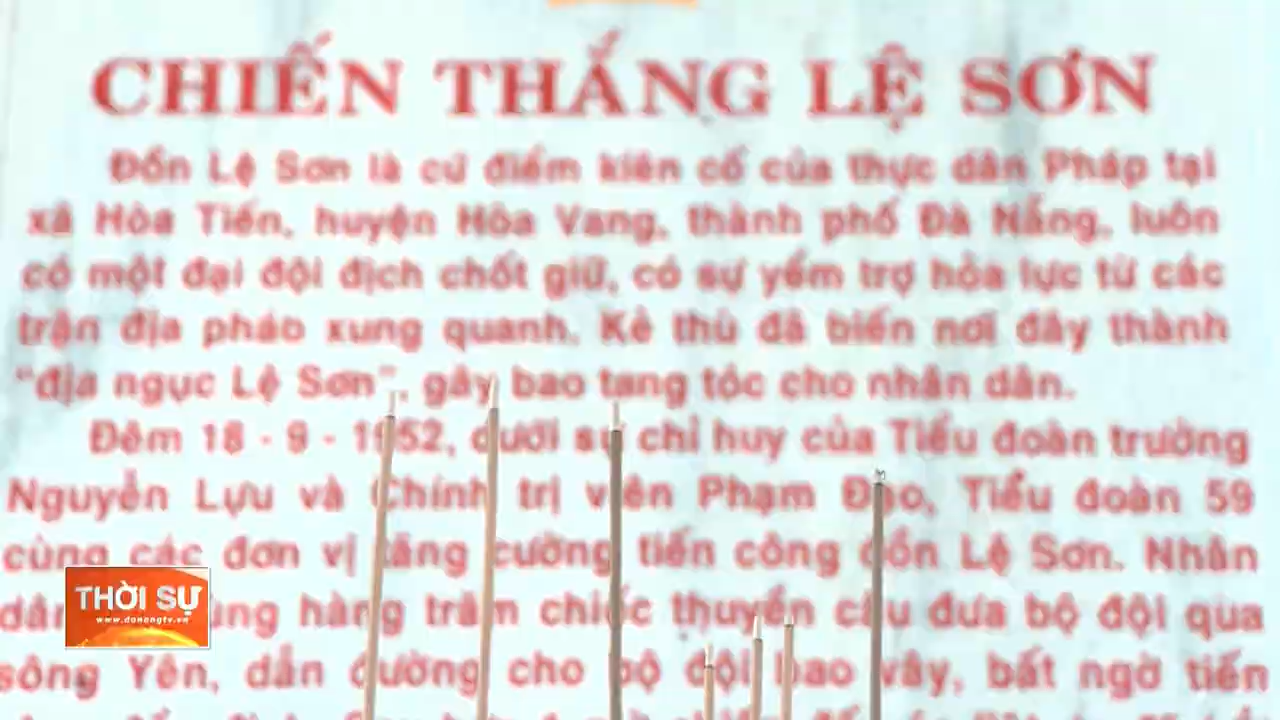 CHIẾN THẮNG LỆ SƠN
Đồn Lệ Sơn là cứ điểm kiên cố của thực dân Pháp tại
xã Hòa Tiến, huyện Hòa Vang, thành phố Đà Nẵng, luôn
có một đại đội địch chốt giữ, có sự yểm trợ hỏa lực từ các
trận địa pháo xung quanh. Kẻ thù đã biến nơi đây thành
"địa ngục Lệ Sơn", gây bao tang tóc cho nhân dân.
Đêm 18 - 9 - 1952, dưới sự chỉ huy của Tiểu đoàn trưởng
Nguyễn Lựu và Chính trị viên Phạm Đạo, Tiểu đoàn 59
cùng các đơn vị tăng cường tiến công đồn Lệ Sơn. Nhân
dân hàng trăm chiếc thuyền câu đưa bộ đội qua
sông Yên, dẫn đường cho bộ đội bao vây, bất ngờ tiến
THỜI SỰ
www.danangtv.vn